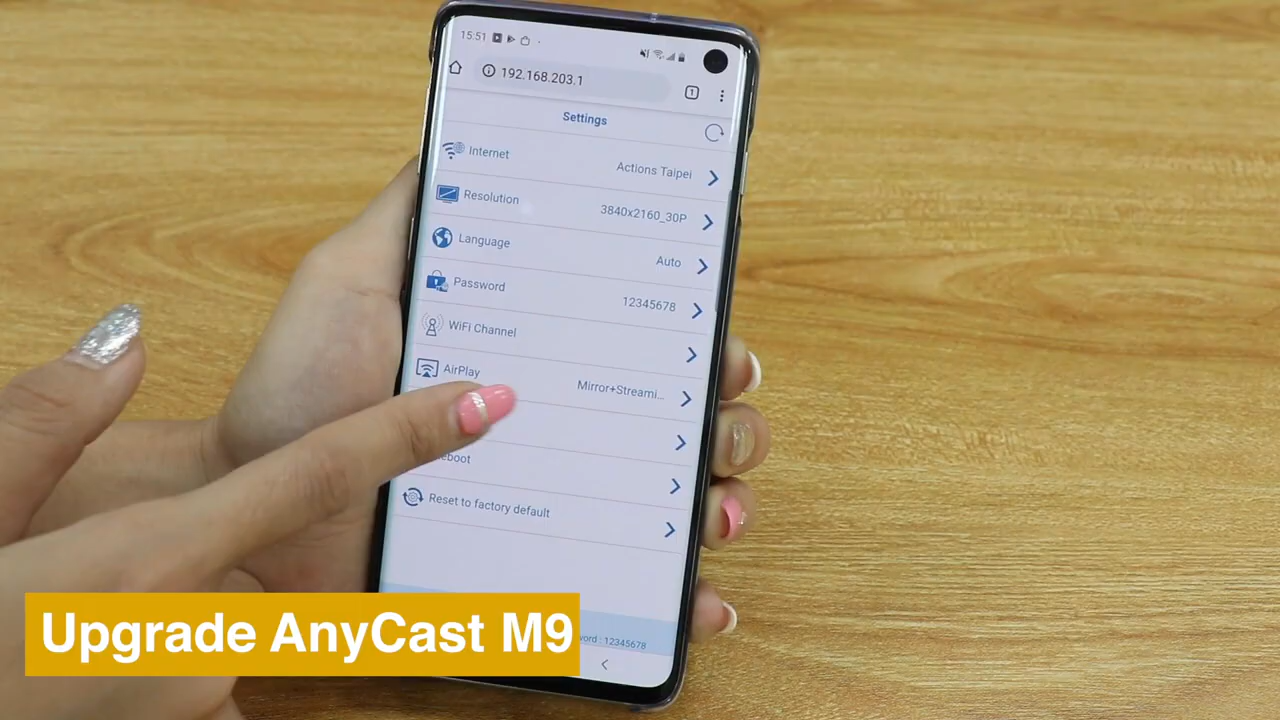 15:51
192.168.203.1
1
Settings
Internet Actions Taipei
Resolution 3840x2160_30P
Language Auto
Password 12345678
WiFi Channel
AirPlay Mirror+Streami...
eboot
Reset to factory default
word : 12345678
Upgrade AnyCast M9